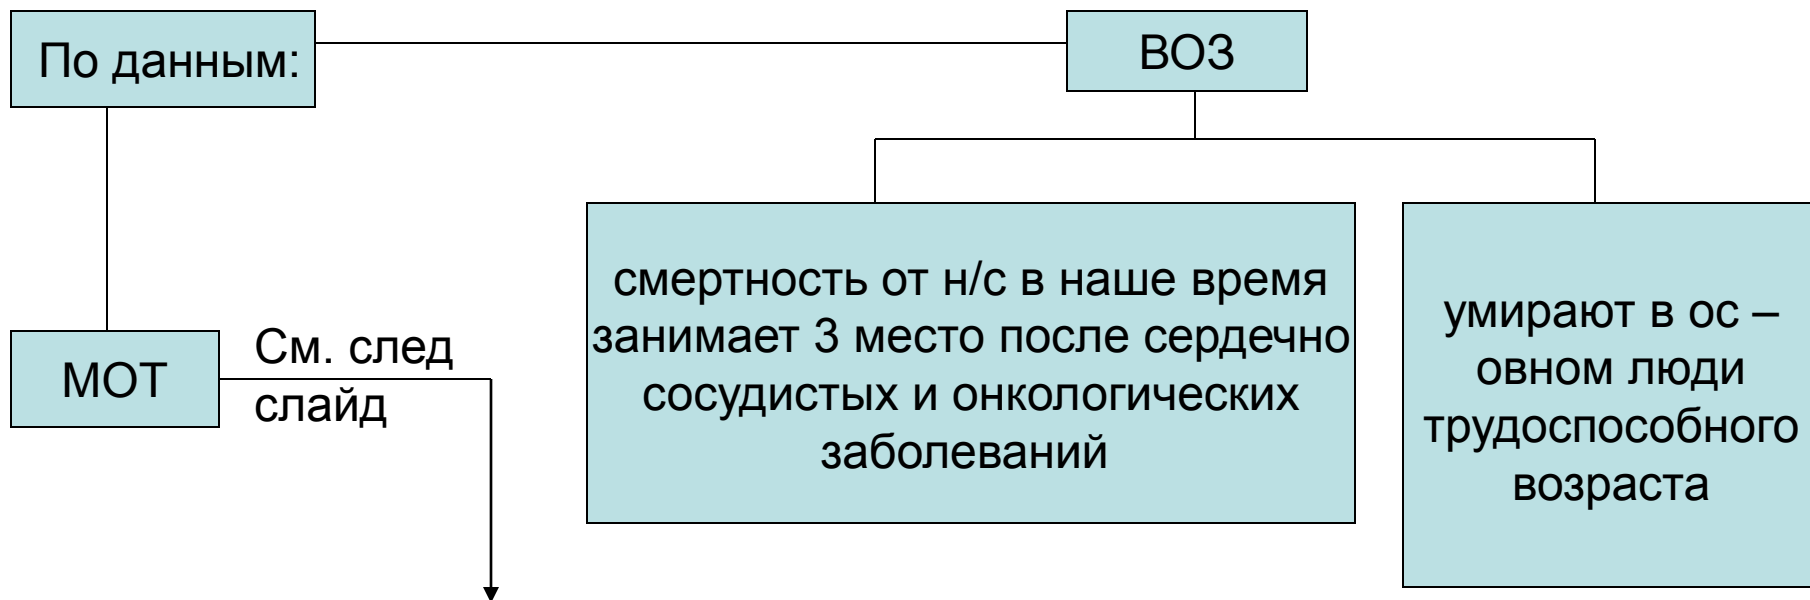 По данным:
ВОЗ
смертность от н/с в наше время
занимает 3 место после сердечно
сосудистых и онкологических
заболеваний
умирают в ос –
овном люди
трудоспособного
возраста
МОТ
См. след
слайд